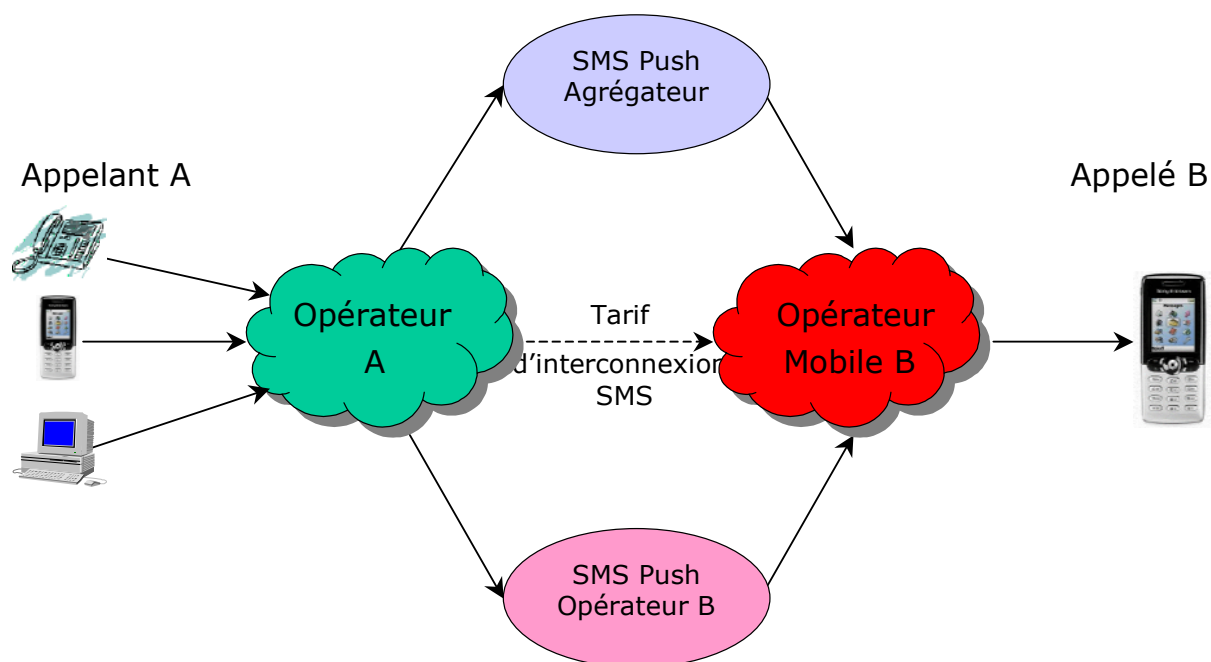 SMS Push
Agrégateur
Appelant A
Appelé B
Opérateur
A
Tarif
d'interconnexion
SMS
Opérateur
Mobile B
SMS Push
Opérateur B